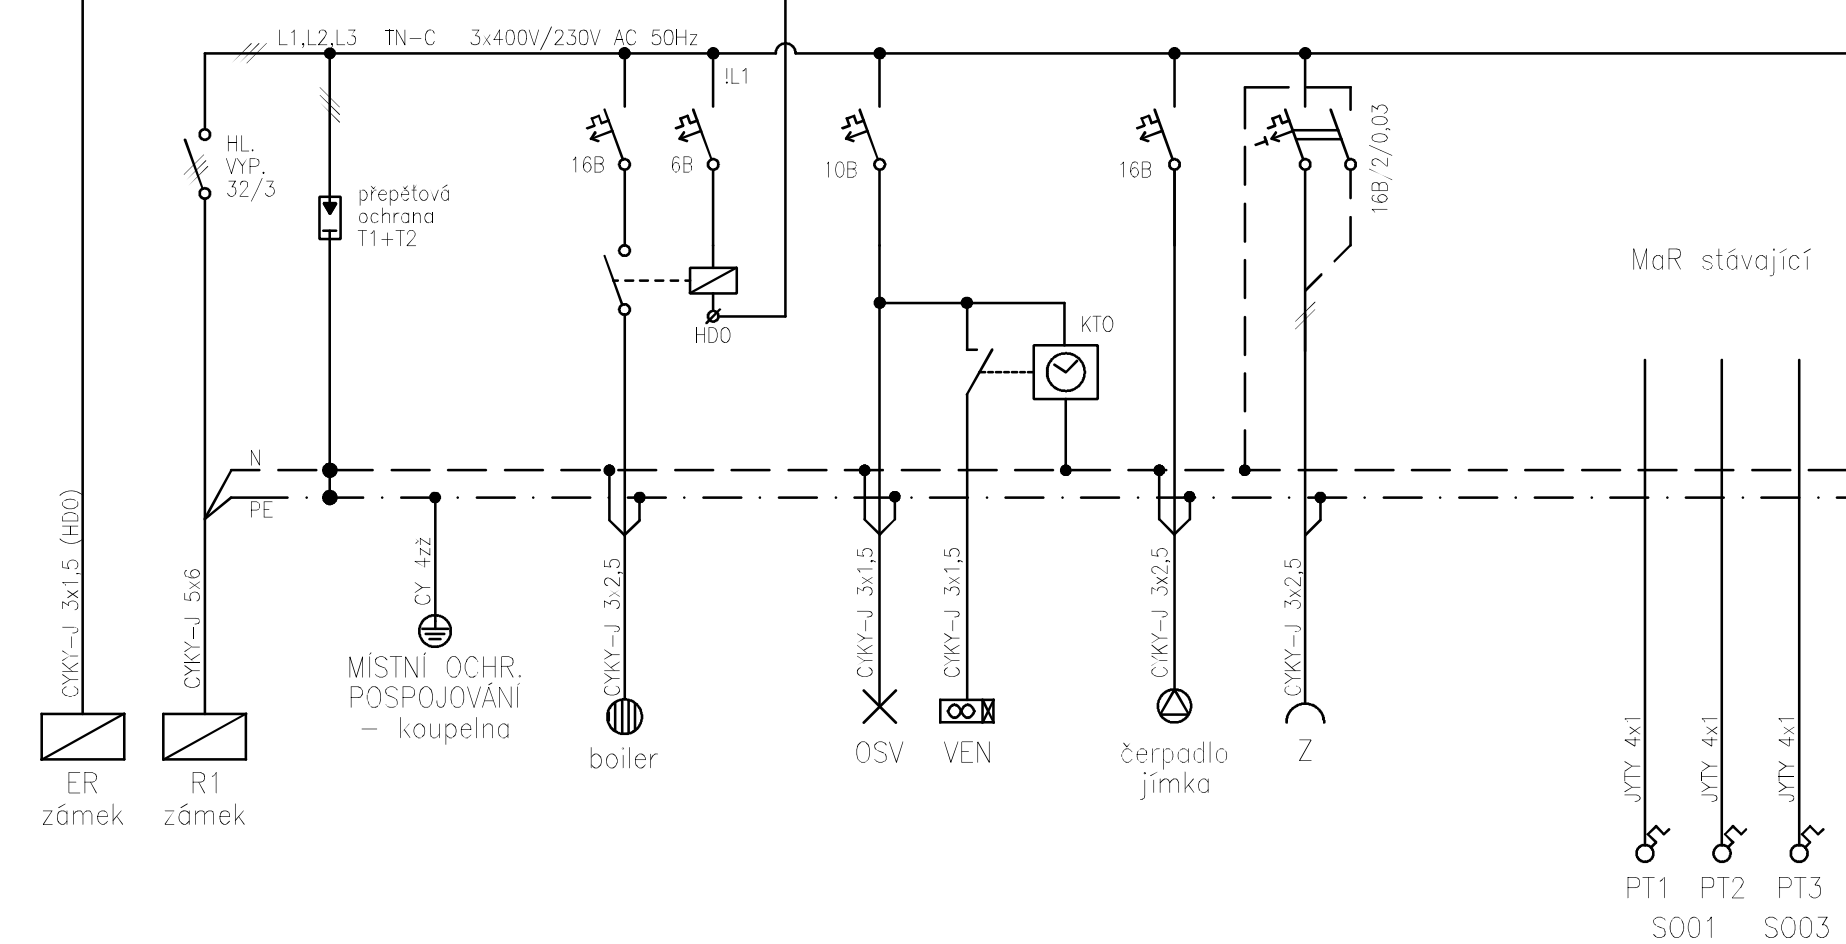 L1,L2,L3 TN-C 3x400V/230V AC 50Hz
!L1
HL.
VYP.
32/3
přepěťová
ochrana
T1+T2
16B
6B
10B
16B
16B/2/0,03
HDO
KTO
MaR stávající
N
PE
CYKY-J 3x1,5 (HDO)
CYKY-J 5x6
CY 4zž
CYKY-J 3x2,5
CYKY-J 3x1,5
CYKY-J 3x1,5
CYKY-J 3x2,5
CYKY-J 3x2,5
JYTY 4x1
JYTY 4x1
JYTY 4x1
MÍSTNÍ OCHR.
POSPOJOVÁNÍ
- koupelna
ER
zámek
R1
zámek
boiler
OSV
VEN
čerpadlo
jímka
Z
PT1
PT2
PT3
SO01
SO03